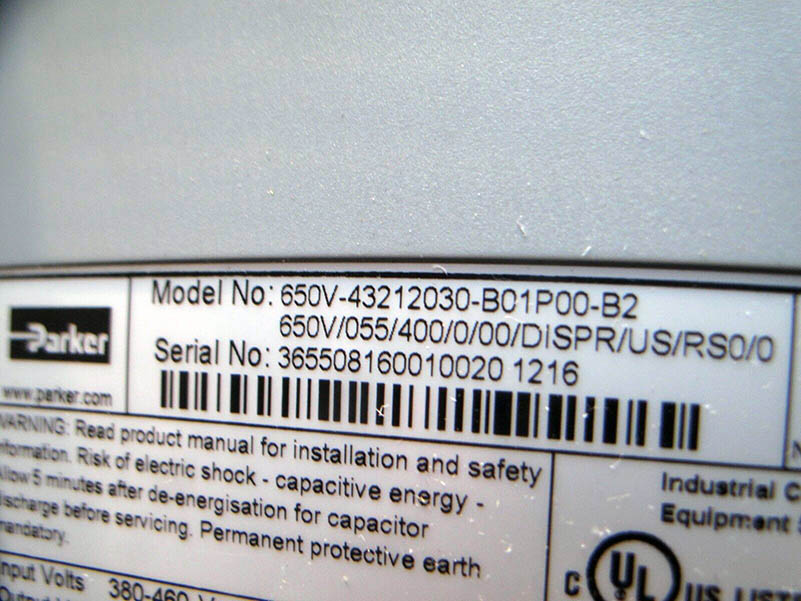 Model No: 650V-43212030-B01P00-B2
650V/055/400/0/00/DISPR/US/RS0/0
Parker
Serial No: 365508160010020 1216
www.parker.com
WARNING: Read product manual for installation and safety
information. Risk of electric shock - capacitive energy -
Allow 5 minutes after de-energisation for capacitor
discharge before servicing. Permanent protective earth
mandatory.
Industrial C
Equipment
Input Volts 380-460 V
C UL US LISTE